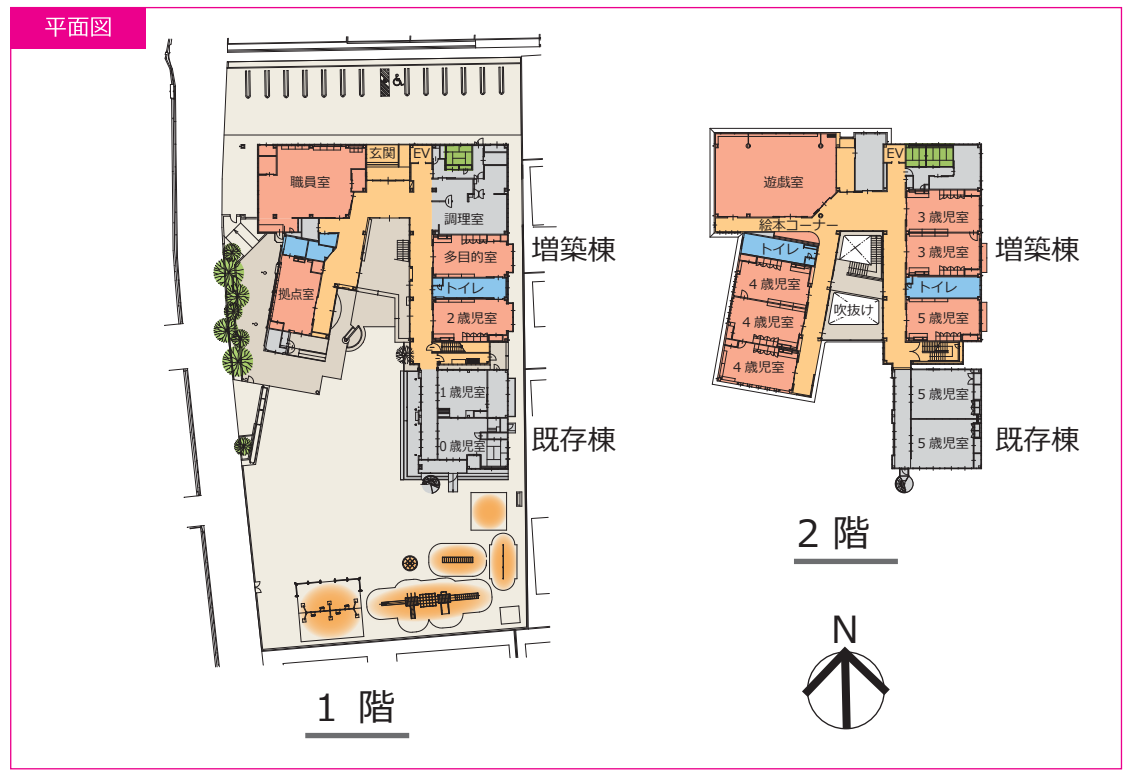 平面図
玄関
EV
職員室
調理室
多目的室
増築棟
トイレ
拠点室
2歳児室
1歳児室
0歳児室
既存棟
1 階
EV
遊戯室
3歳児室
絵本コーナー
トイレ
3歳児室
増築棟
4歳児室
トイレ
吹抜け
4歳児室
5歳児室
4歳児室
5歳児室
5歳児室
既存棟
2 階
N